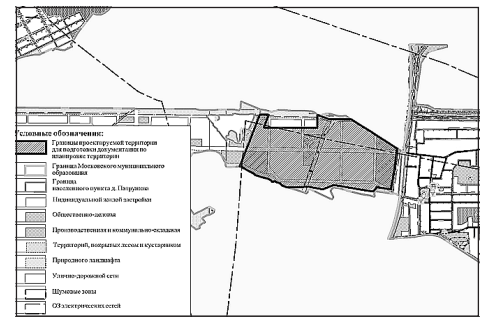 Условные обозначения:
Границы проектируемой территории
для подготовки документации по
планировке территории
Граница Московского муниципального
образования
Граница
населенного пункта д. Патрушева
Индивидуальной жилой застройки
Общественно-деловая
Производственная и коммунально-складская
Территорий, покрытых лесом и кустарником
Природного ландшафта
Улично-дорожной сети
Шумовые зоны
ОЗ электрических сетей